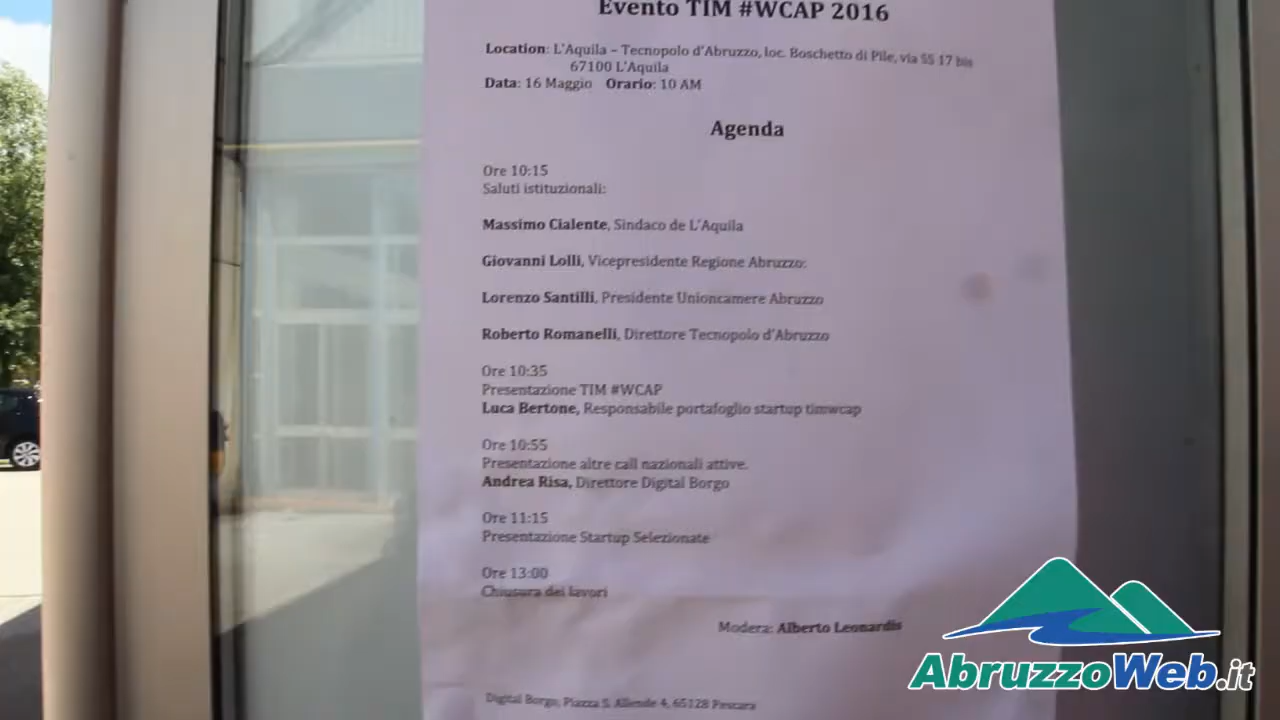 Evento TIM #WCAP 2016
Location: L'Aquila – Tecnopolo d'Abruzzo, loc. Boschetto di Pile, via SS 17 bis
67100 L'Aquila
Data: 16 Maggio Orario: 10 AM
Agenda
Ore 10:15
Saluti istituzionali:
Massimo Cialente, Sindaco de L'Aquila
Giovanni Lolli, Vicepresidente Regione Abruzzo:
Lorenzo Santilli, Presidente Unioncamere Abruzzo
Roberto Romanelli, Direttore Tecnopolo d'Abruzzo
Ore 10:35
Presentazione TIM #WCAP
Luca Bertone, Responsabile portafoglio startup timwcap
Ore 10:55
Presentazione altre call nazionali attive.
Andrea Risa, Direttore Digital Borgo
Ore 11:15
Presentazione Startup Selezionate
Ore 13:00
Chiusura dei lavori
Modera: Alberto Leonardis
Digital Borgo, Piazza S. Allende 4, 65128 Pescara
AbruzzoWeb.it